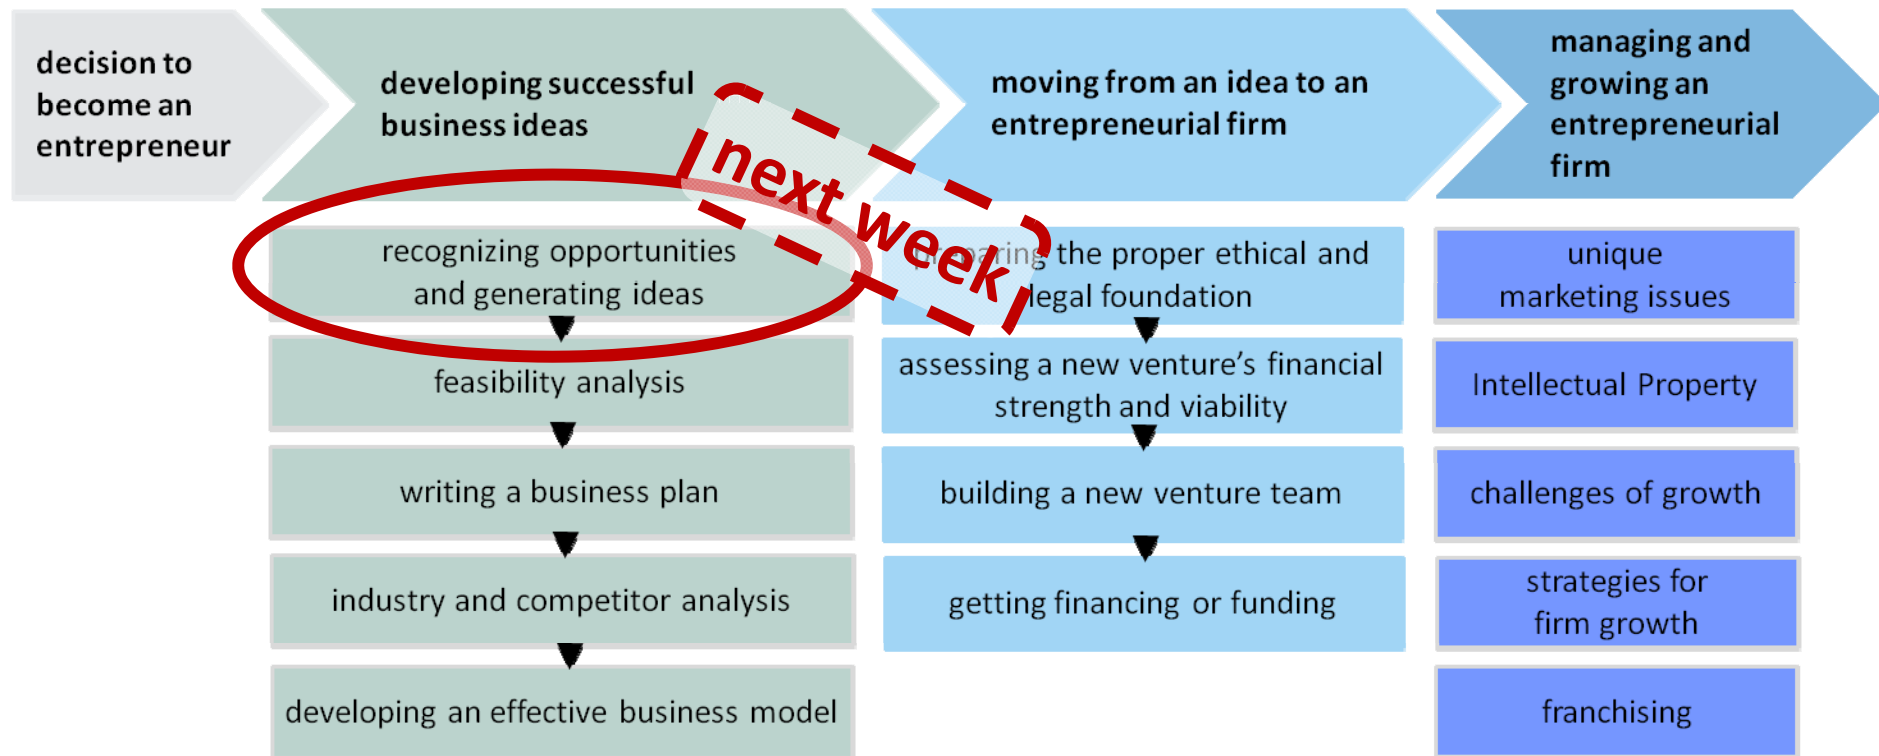 decision to
become an
entrepreneur
developing successful
business ideas
moving from an idea to an
entrepreneurial firm
managing and
growing an
entrepreneurial
firm
next week
recognizing opportunities
and generating ideas
feasibility analysis
writing a business plan
industry and competitor analysis
developing an effective business model
preparing the proper ethical and
legal foundation
assessing a new venture’s financial
strength and viability
building a new venture team
getting financing or funding
unique
marketing issues
Intellectual Property
challenges of growth
strategies for
firm growth
franchising